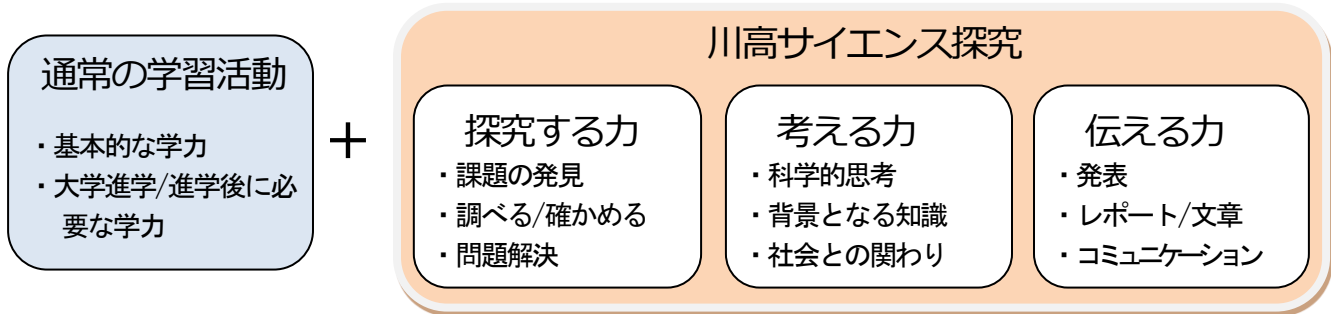 通常の学習活動
・基本的な学力
・大学進学/進学後に必
要な学力
＋
川高サイエンス探究
探究する力
・課題の発見
・調べる/確かめる
・問題解決
考える力
・科学的思考
・背景となる知識
・社会との関わり
伝える力
・発表
・レポート/文章
・コミュニケーション